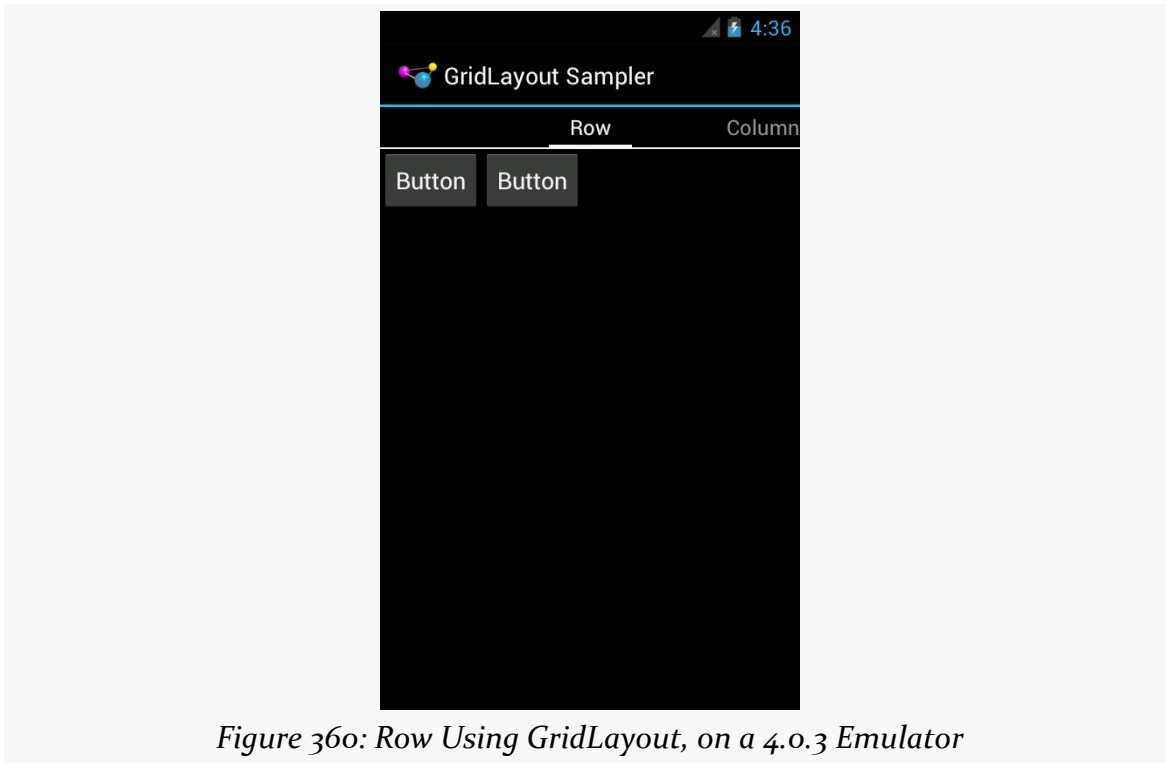 4:36
GridLayout Sampler
Row Column
Button Button
Figure 360: Row Using GridLayout, on a 4.0.3 Emulator